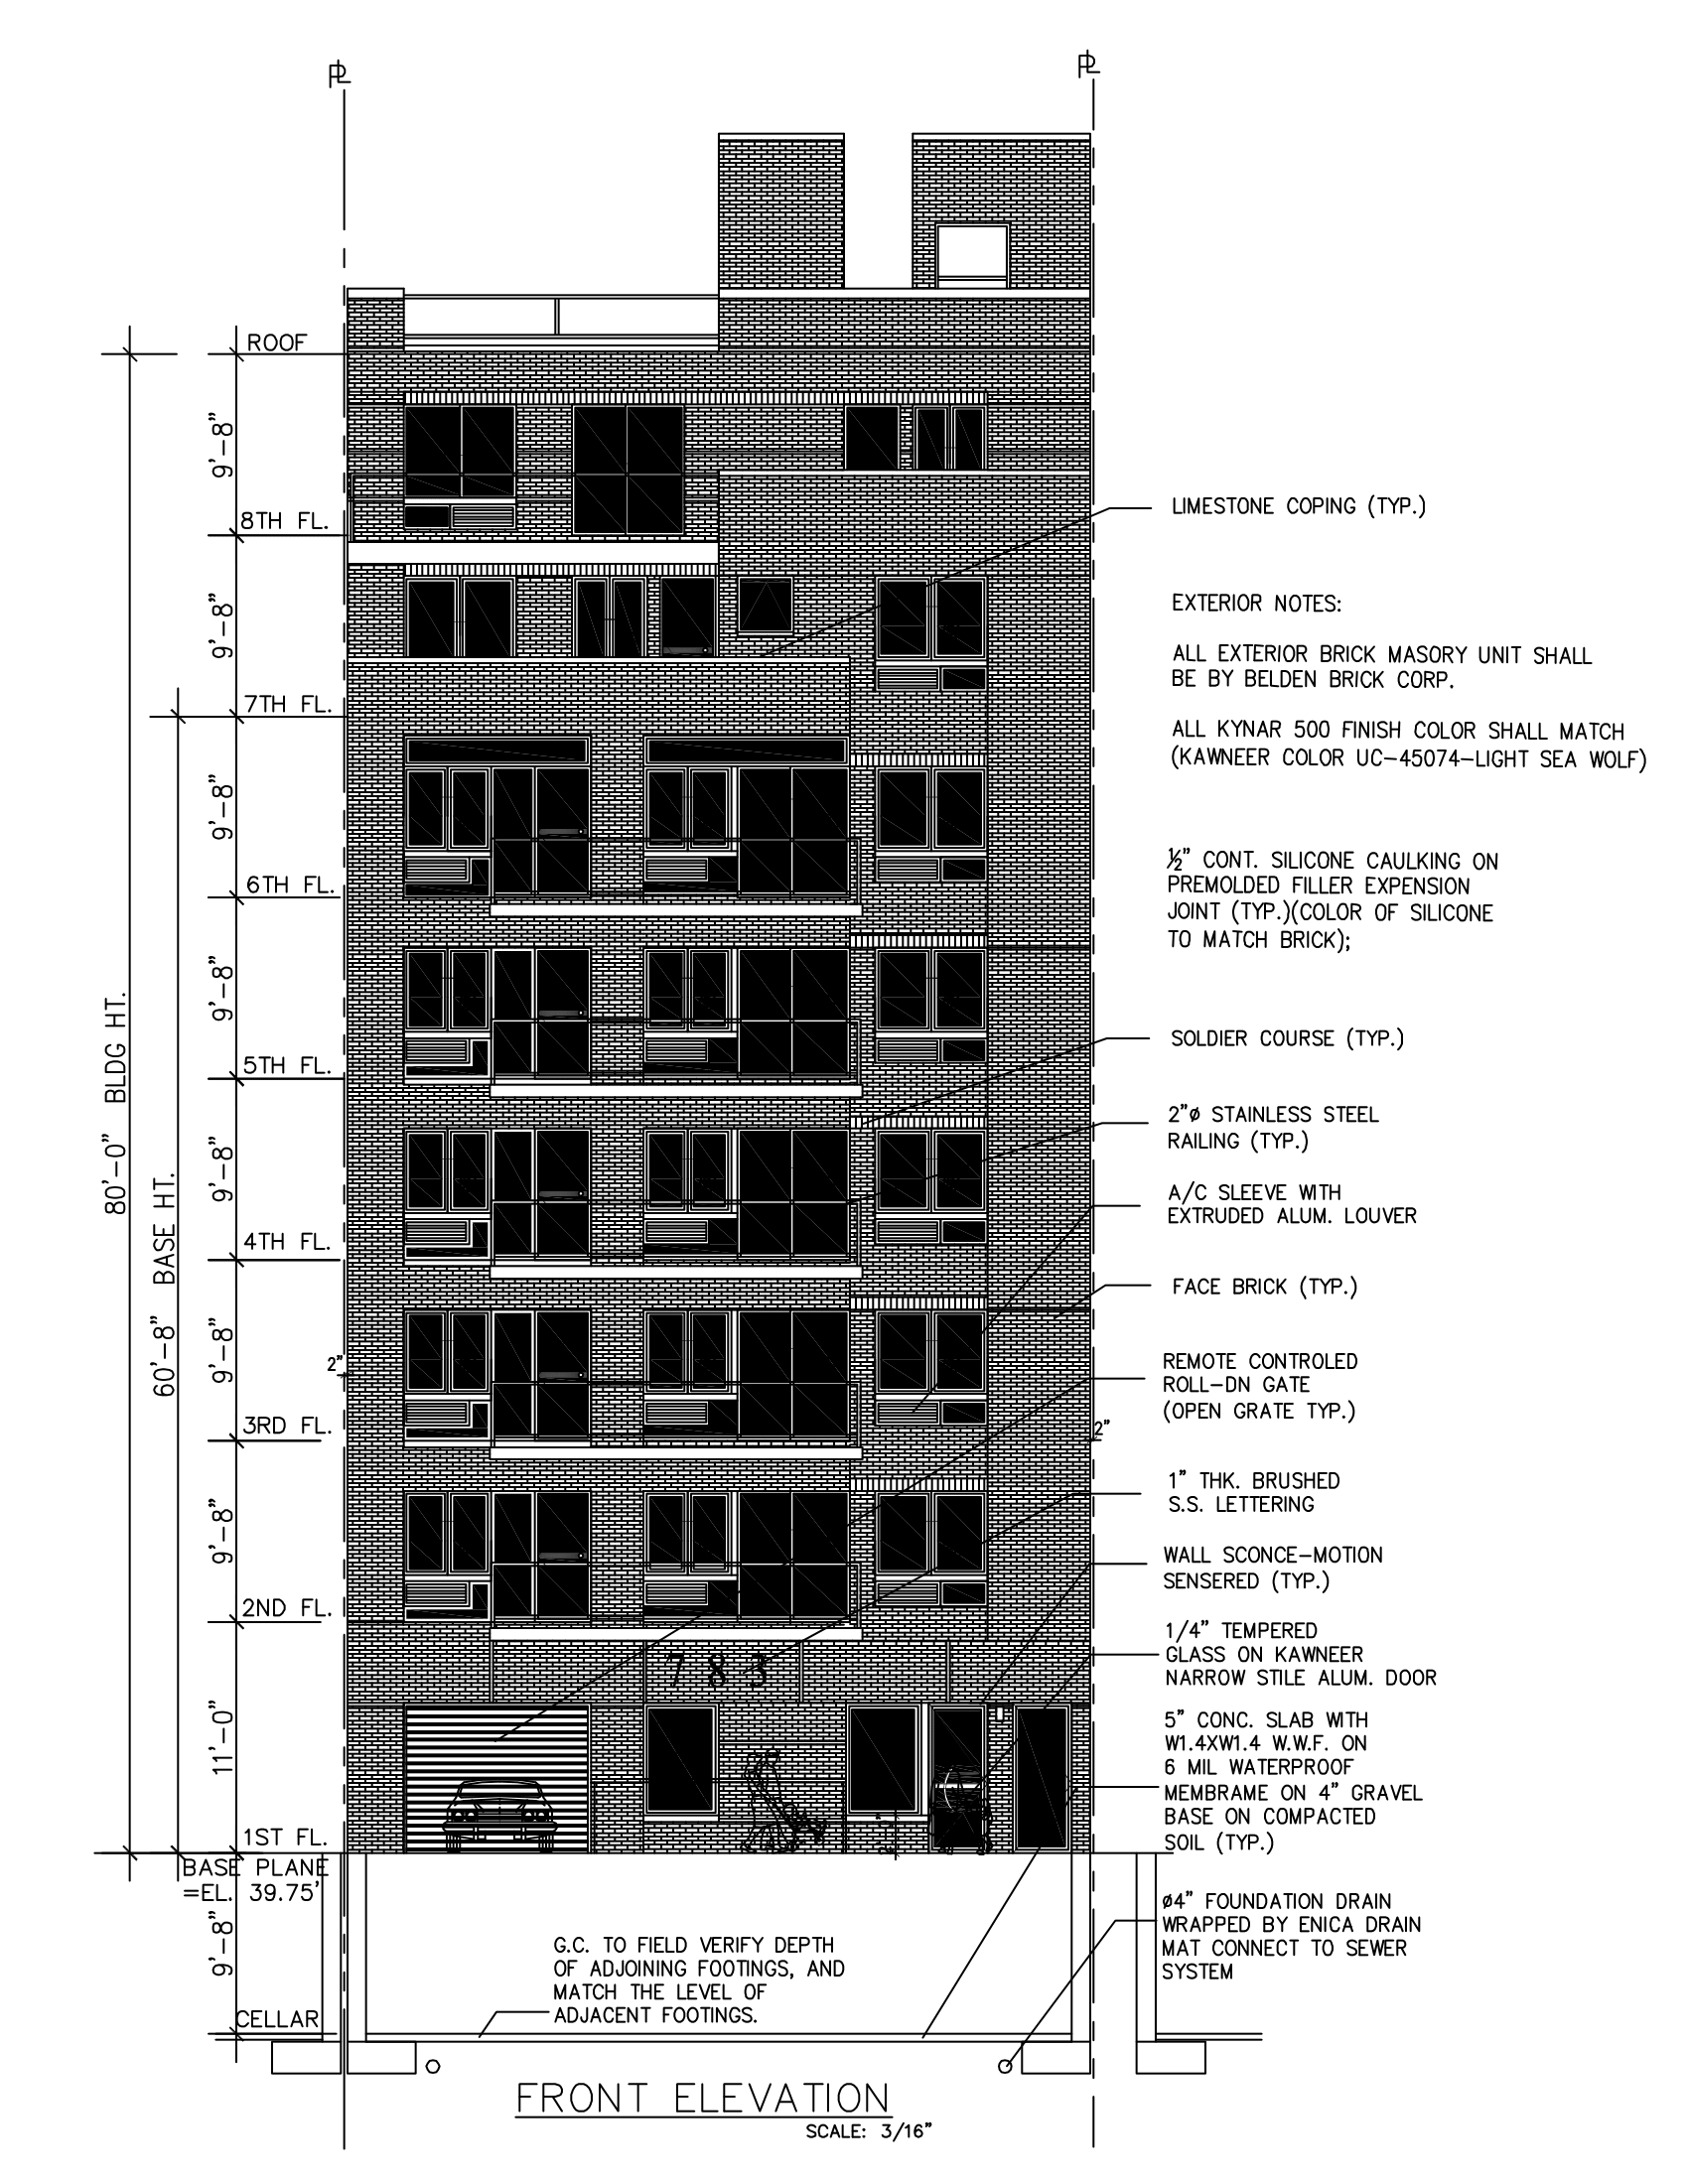 PL
PL
ROOF
9'-8"
8TH FL.
9'-8"
7TH FL.
9'-8"
6TH FL.
9'-8"
5TH FL.
9'-8"
4TH FL.
9'-8"
3RD FL.
9'-8"
2ND FL.
11'-0"
1ST FL.
BASE PLANE
=EL. 39.75'
9'-8"
CELLAR
80'-0" BLDG HT.
60'-8" BASE HT.
2"
2"
7 8 3
LIMESTONE COPING (TYP.)
EXTERIOR NOTES:
ALL EXTERIOR BRICK MASORY UNIT SHALL
BE BY BELDEN BRICK CORP.
ALL KYNAR 500 FINISH COLOR SHALL MATCH
(KAWNEER COLOR UC-45074-LIGHT SEA WOLF)
½" CONT. SILICONE CAULKING ON
PREMOLDED FILLER EXPENSION
JOINT (TYP.)(COLOR OF SILICONE
TO MATCH BRICK);
SOLDIER COURSE (TYP.)
2"ø STAINLESS STEEL
RAILING (TYP.)
A/C SLEEVE WITH
EXTRUDED ALUM. LOUVER
FACE BRICK (TYP.)
REMOTE CONTROLED
ROLL-DN GATE
(OPEN GRATE TYP.)
1" THK. BRUSHED
S.S. LETTERING
WALL SCONCE-MOTION
SENSERED (TYP.)
1/4" TEMPERED
GLASS ON KAWNEER
NARROW STILE ALUM. DOOR
5" CONC. SLAB WITH
W1.4XW1.4 W.W.F. ON
6 MIL WATERPROOF
MEMBRAME ON 4" GRAVEL
BASE ON COMPACTED
SOIL (TYP.)
ø4" FOUNDATION DRAIN
WRAPPED BY ENICA DRAIN
MAT CONNECT TO SEWER
SYSTEM
G.C. TO FIELD VERIFY DEPTH
OF ADJOINING FOOTINGS, AND
MATCH THE LEVEL OF
ADJACENT FOOTINGS.
FRONT ELEVATION
SCALE: 3/16"